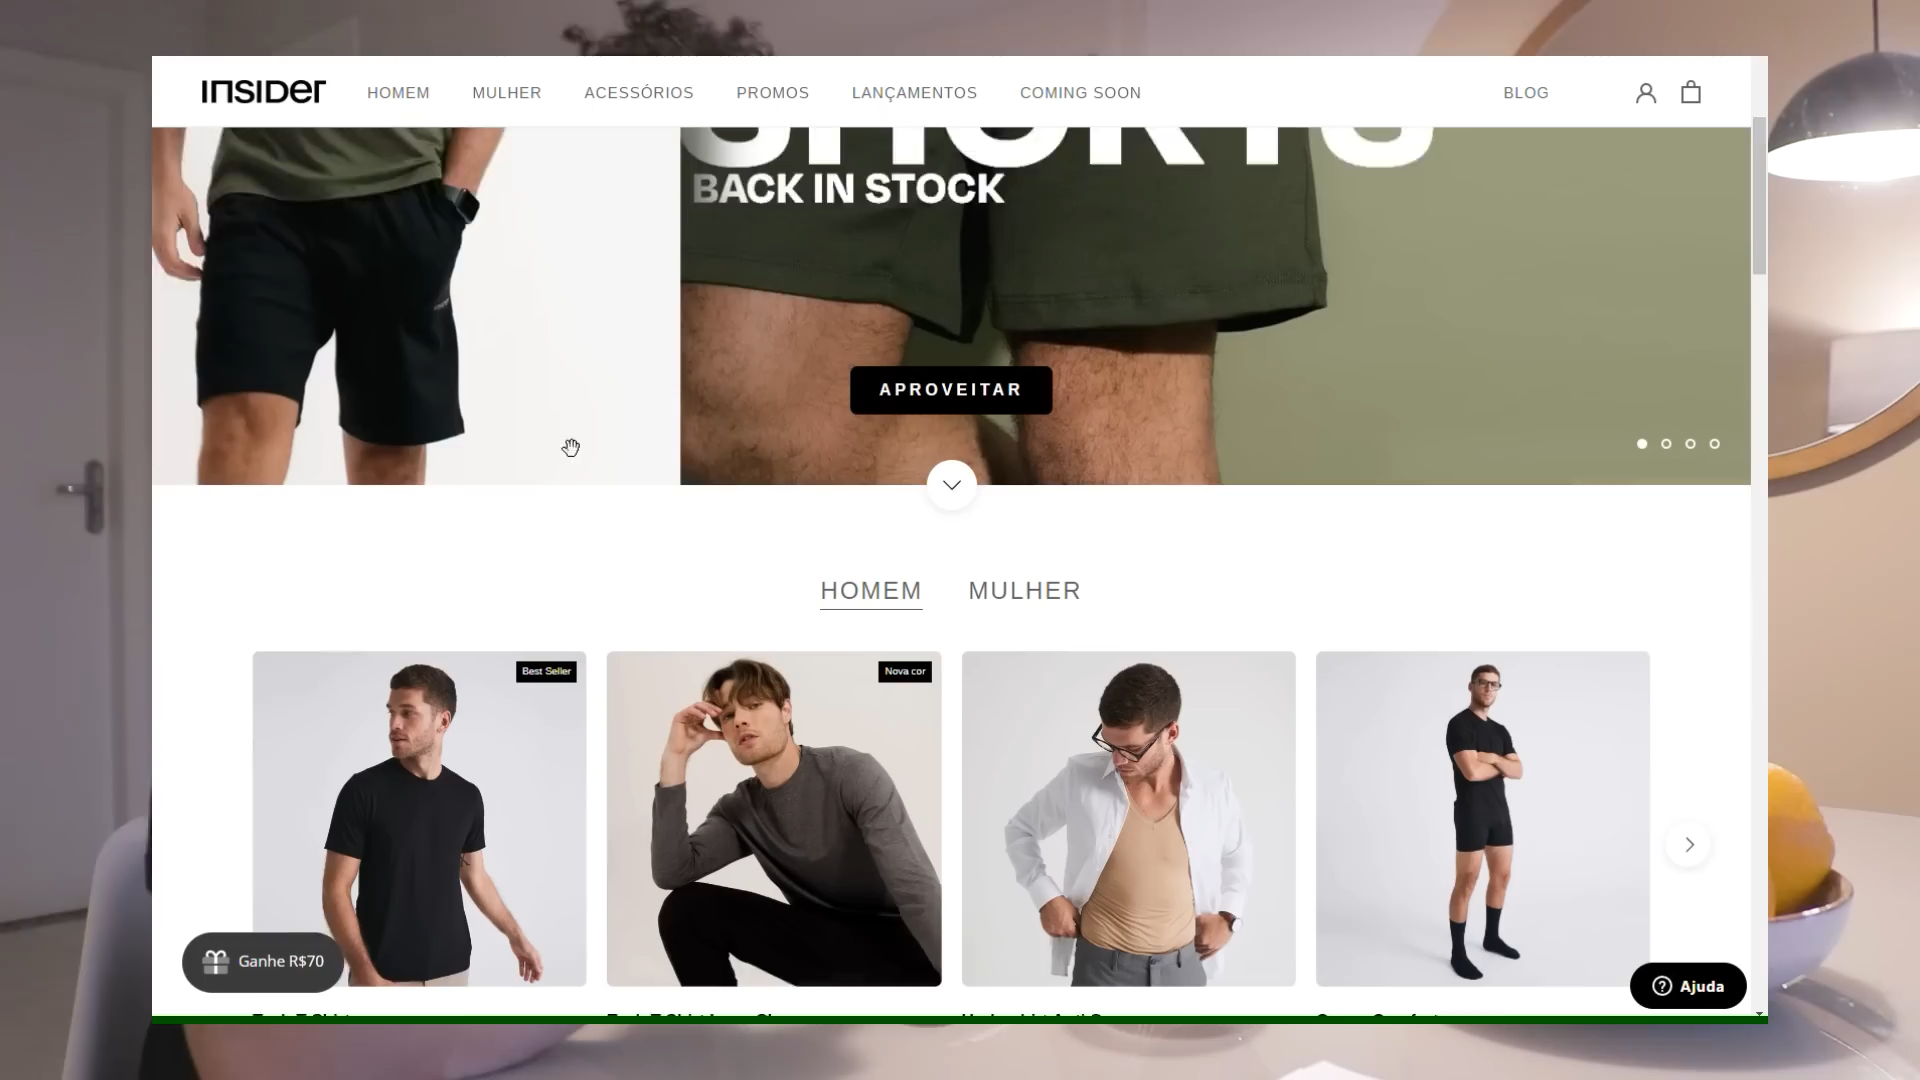 INSIDER
HOMEM
MULHER
ACESSÓRIOS
PROMOS
LANÇAMENTOS
COMING SOON
BLOG
SHORTS
BACK IN STOCK
APROVEITAR
HOMEM
MULHER
Best Seller
Nova cor
Ganhe R$70
Ajuda